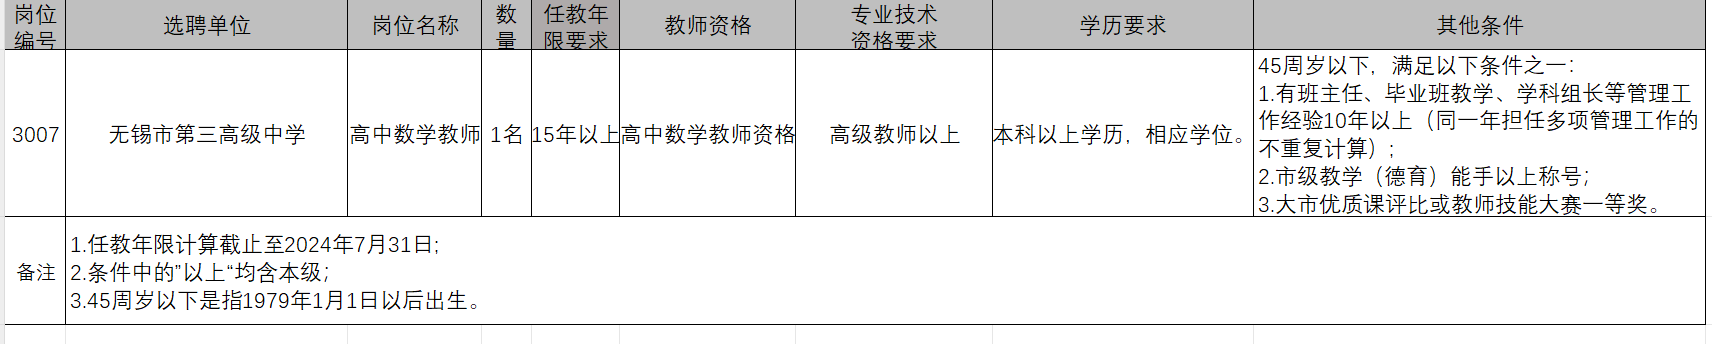 岗位
编号
选聘单位
岗位名称
数
量
任教年
限要求
教师资格
专业技术
资格要求
学历要求
其他条件
3007
无锡市第三高级中学
高中数学教师
1名
15年以上
高中数学教师资格
高级教师以上
本科以上学历，相应学位。
45周岁以下，满足以下条件之一：
1.有班主任、毕业班教学、学科组长等管理工
作经验10年以上（同一年担任多项管理工作的
不重复计算）；
2.市级教学（德育）能手以上称号；
3.大市优质课评比或教师技能大赛一等奖。
备注
1.任教年限计算截止至2024年7月31日;
2.条件中的”以上“均含本级；
3.45周岁以下是指1979年1月1日以后出生。